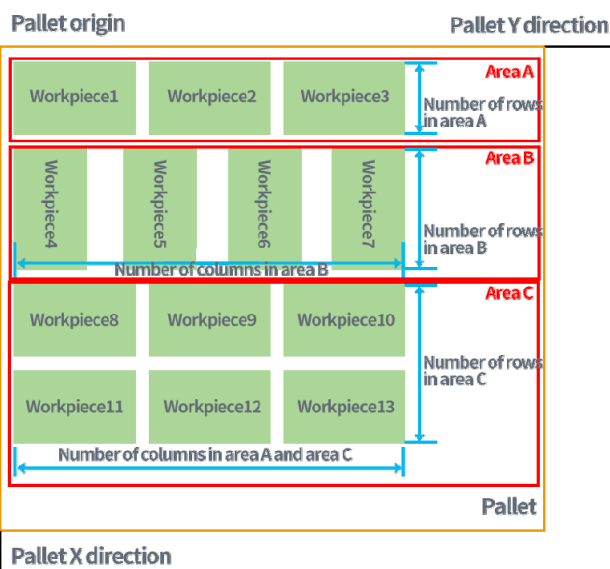 Pallet origin
Pallet Y direction
Area A
Workpiece1
Workpiece2
Workpiece3
Number of rows
in area A
Area B
Workpiece4
Workpiece5
Workpiece6
Workpiece7
Number of rows
in area B
Number of columns in area B
Area C
Workpiece8
Workpiece9
Workpiece10
Number of rows
in area C
Workpiece11
Workpiece12
Workpiece13
Number of columns in area A and area C
Pallet
Pallet X direction